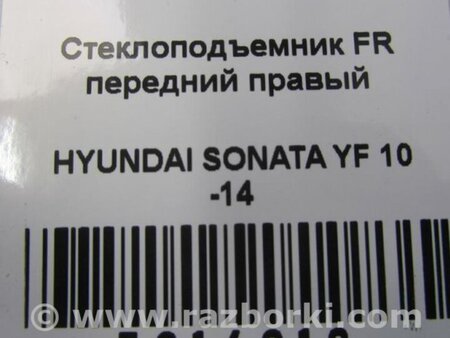 Стеклоподъемник FR
передний правый
HYUNDAI SONATA YF 10
-14
© www.razborki.com